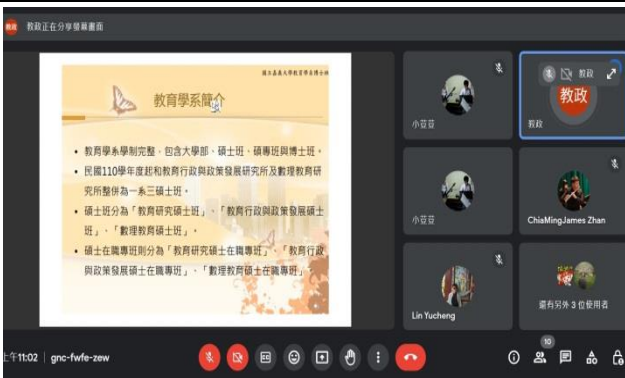 教政 教政正在分享螢幕畫面
國立嘉義大學教育學系博士班
教育學系簡介
• 教育學系學制完整,包含大學部、碩士班、碩專班與博士班。
• 民國110學年度起和教育行政與政策發展研究所及數理教育研
究所整併為一系三碩士班。
• 碩士班分為「教育研究碩士班」、「教育行政與政策發展碩士
班」、「數理教育碩士班」。
• 碩士在職專班則分為「教育研究碩士在職專班」、「教育行政
與政策發展碩士在職專班」、「數理教育碩士在職專班」
小荳荳
教政
教政
教政
小荳荳
ChiaMingJames Zhan
Lin Yucheng
還有另外 3 位使用者
上午11:02 | gnc-fwfe-zew
10